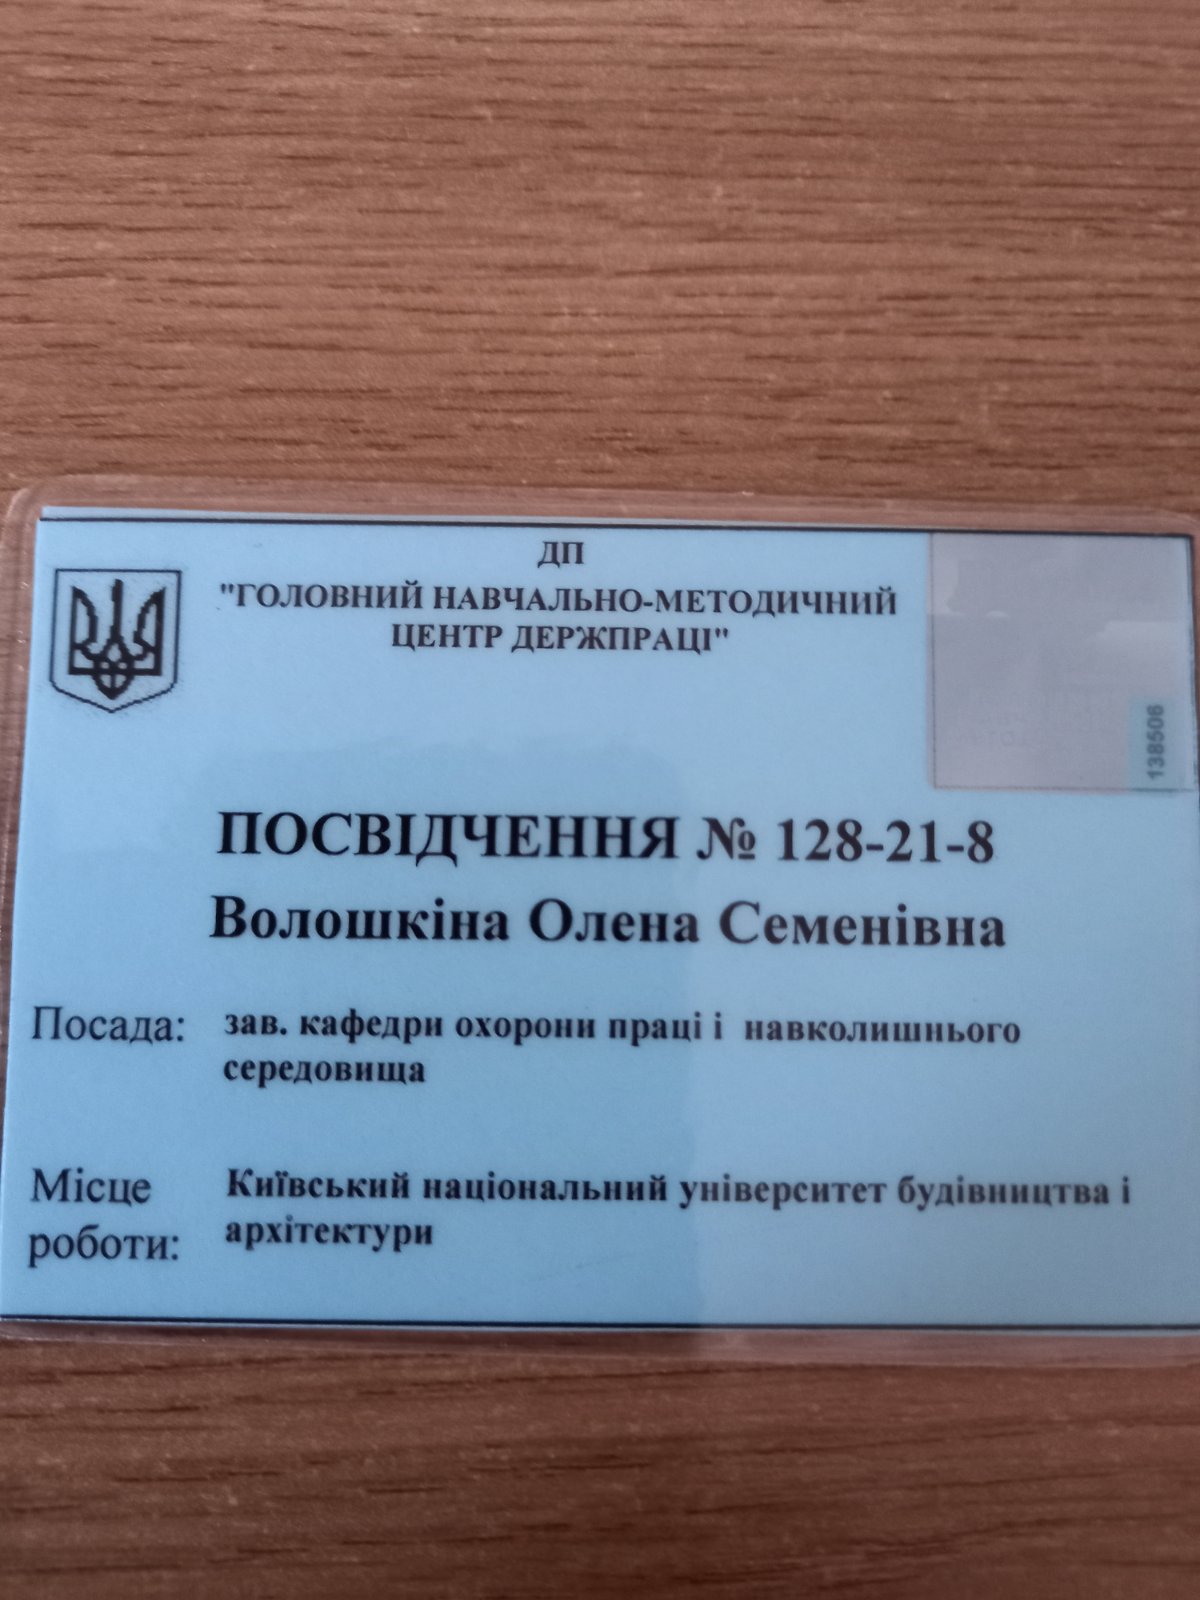 ДП
"ГОЛОВНИЙ НАВЧАЛЬНО-МЕТОДИЧНИЙ
ЦЕНТР ДЕРЖПРАЦІ"
138506
ПОСВІДЧЕННЯ № 128-21-8
Волошкіна Олена Семенівна
Посада: зав. кафедри охорони праці і навколишнього
середовища
Місце Київський національний університет будівництва і
роботи: архітектури